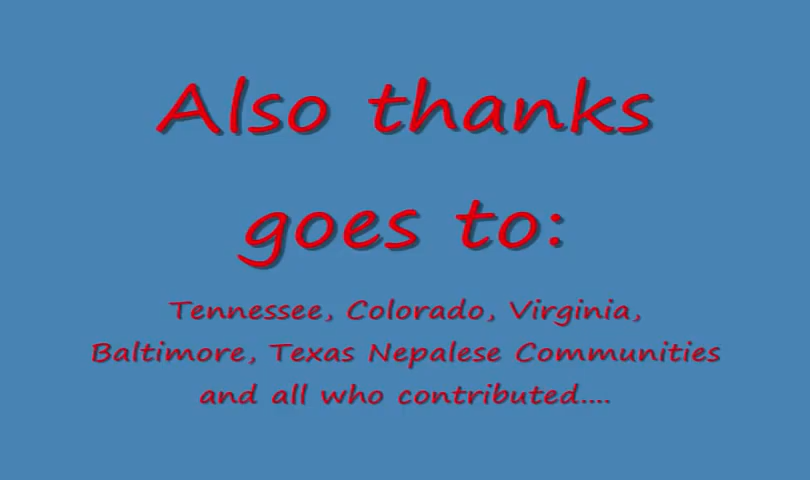 Also thanks
goes to:
Tennessee, Colorado, Virginia,
Baltimore, Texas Nepalese Communities
and all who contributed....